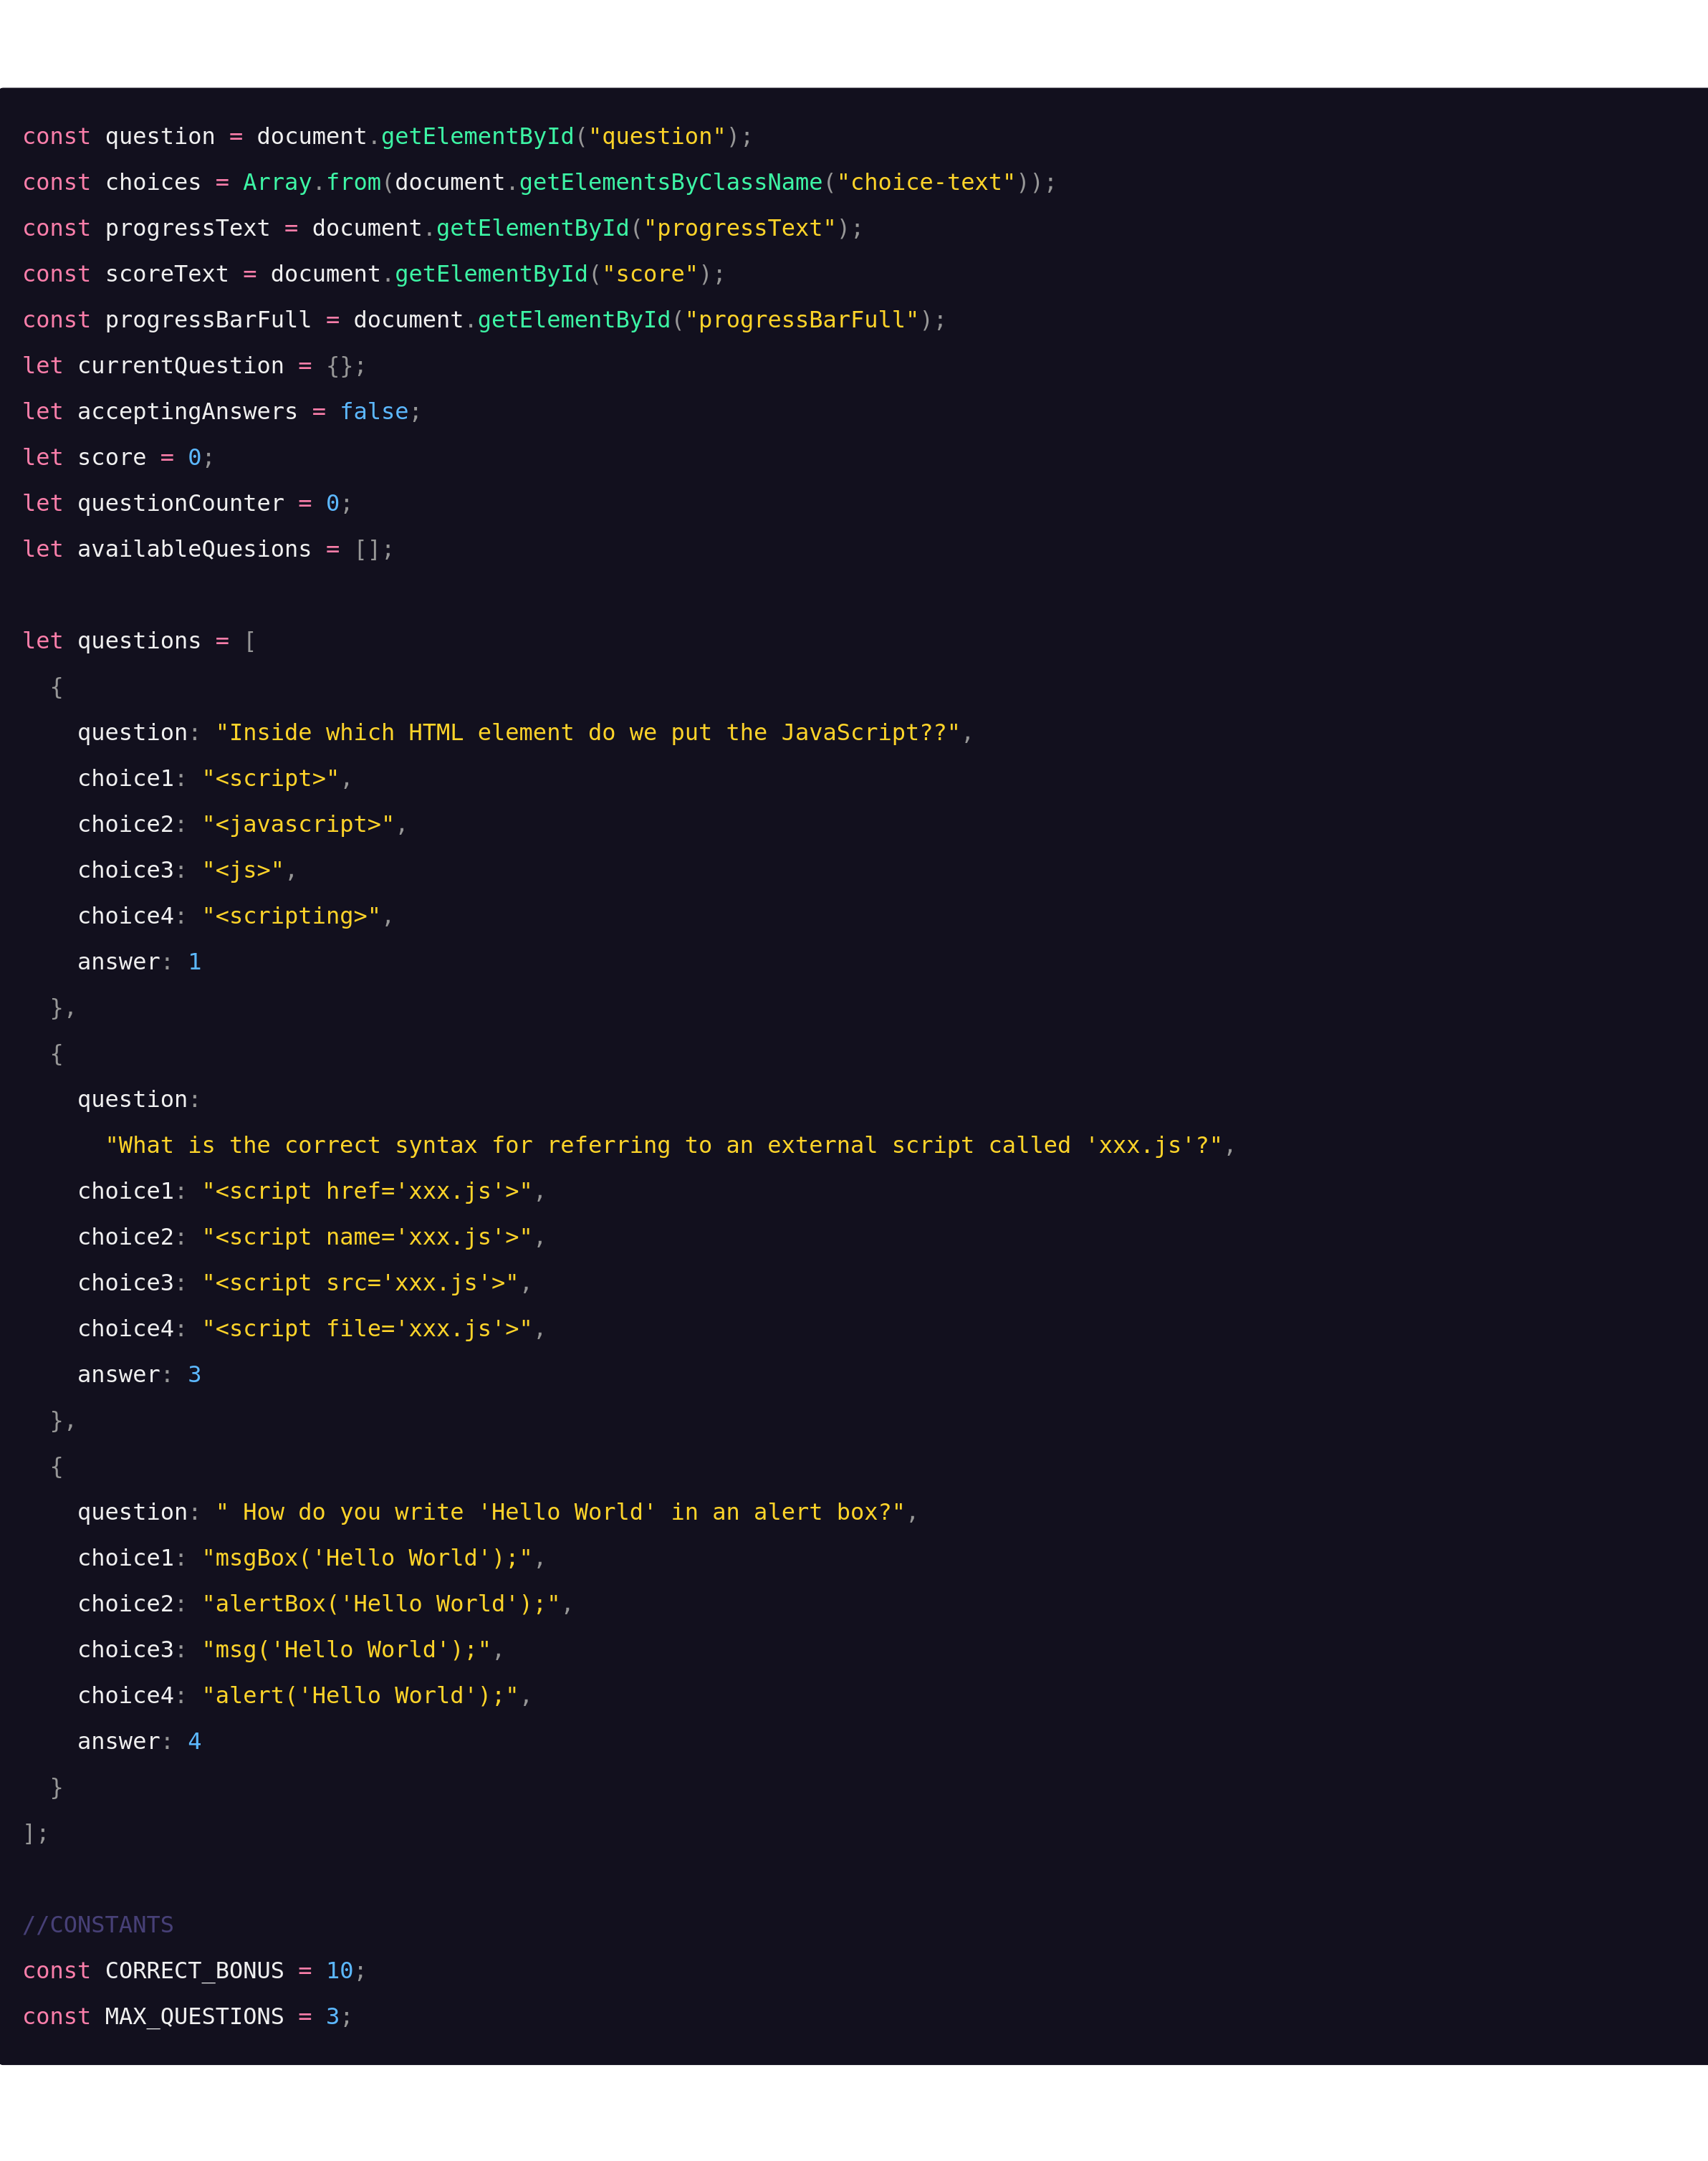 const question = document.getElementById("question");
const choices = Array.from(document.getElementsByClassName("choice-text"));
const progressText = document.getElementById("progressText");
const scoreText = document.getElementById("score");
const progressBarFull = document.getElementById("progressBarFull");
let currentQuestion = {};
let acceptingAnswers = false;
let score = 0;
let questionCounter = 0;
let availableQuesions = [];

let questions = [
  {
    question: "Inside which HTML element do we put the JavaScript??",
    choice1: "<script>",
    choice2: "<javascript>",
    choice3: "<js>",
    choice4: "<scripting>",
    answer: 1
  },
  {
    question:
      "What is the correct syntax for referring to an external script called 'xxx.js'?",
    choice1: "<script href='xxx.js'>",
    choice2: "<script name='xxx.js'>",
    choice3: "<script src='xxx.js'>",
    choice4: "<script file='xxx.js'>",
    answer: 3
  },
  {
    question: " How do you write 'Hello World' in an alert box?",
    choice1: "msgBox('Hello World');",
    choice2: "alertBox('Hello World');",
    choice3: "msg('Hello World');",
    choice4: "alert('Hello World');",
    answer: 4
  }
];

//CONSTANTS
const CORRECT_BONUS = 10;
const MAX_QUESTIONS = 3;